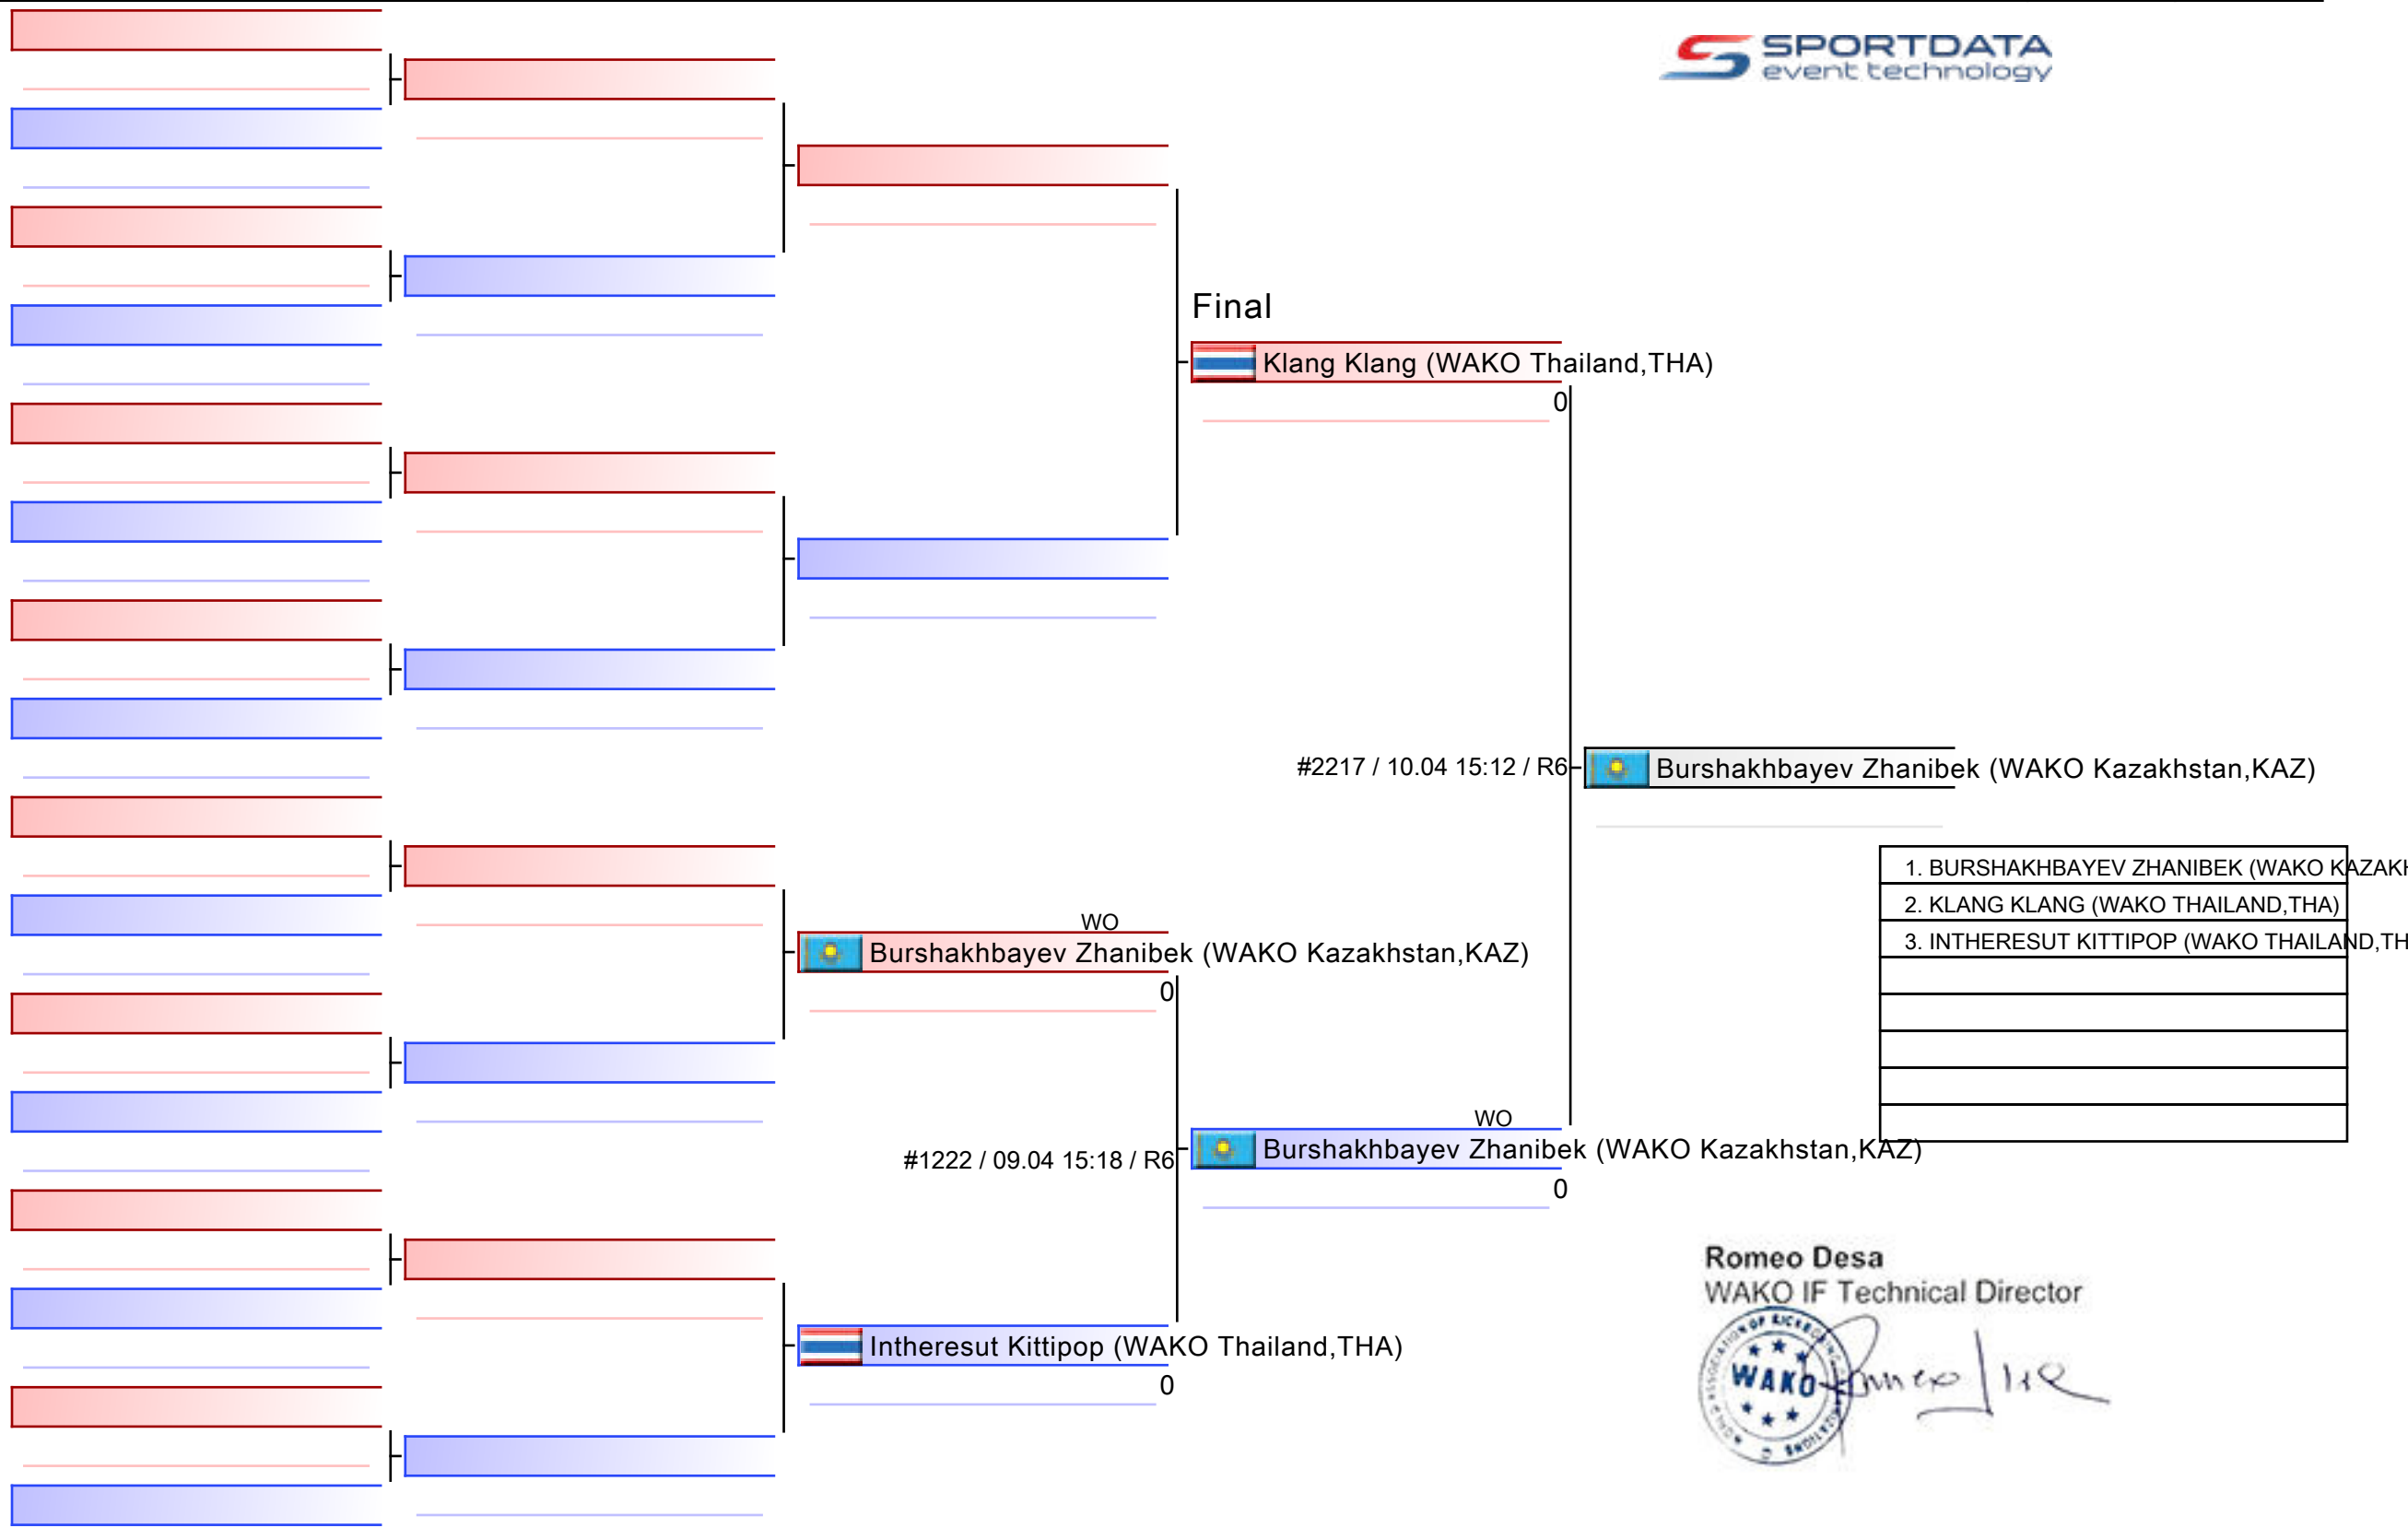 SPORTDATA
event technology
Final
Klang Klang (WAKO Thailand,THA)
0
#2217 / 10.04 15:12 / R6
Burshakhbayev Zhanibek (WAKO Kazakhstan,KAZ)
1. BURSHAKHBAYEV ZHANIBEK (WAKO KAZAKH
2. KLANG KLANG (WAKO THAILAND,THA)
3. INTHERESUT KITTIPOP (WAKO THAILAND,TH
WO
Burshakhbayev Zhanibek (WAKO Kazakhstan,KAZ)
0
#1222 / 09.04 15:18 / R6
WO
Burshakhbayev Zhanibek (WAKO Kazakhstan,KAZ)
0
Intheresut Kittipop (WAKO Thailand,THA)
0
Romeo Desa
WAKO IF Technical Director
WAKO